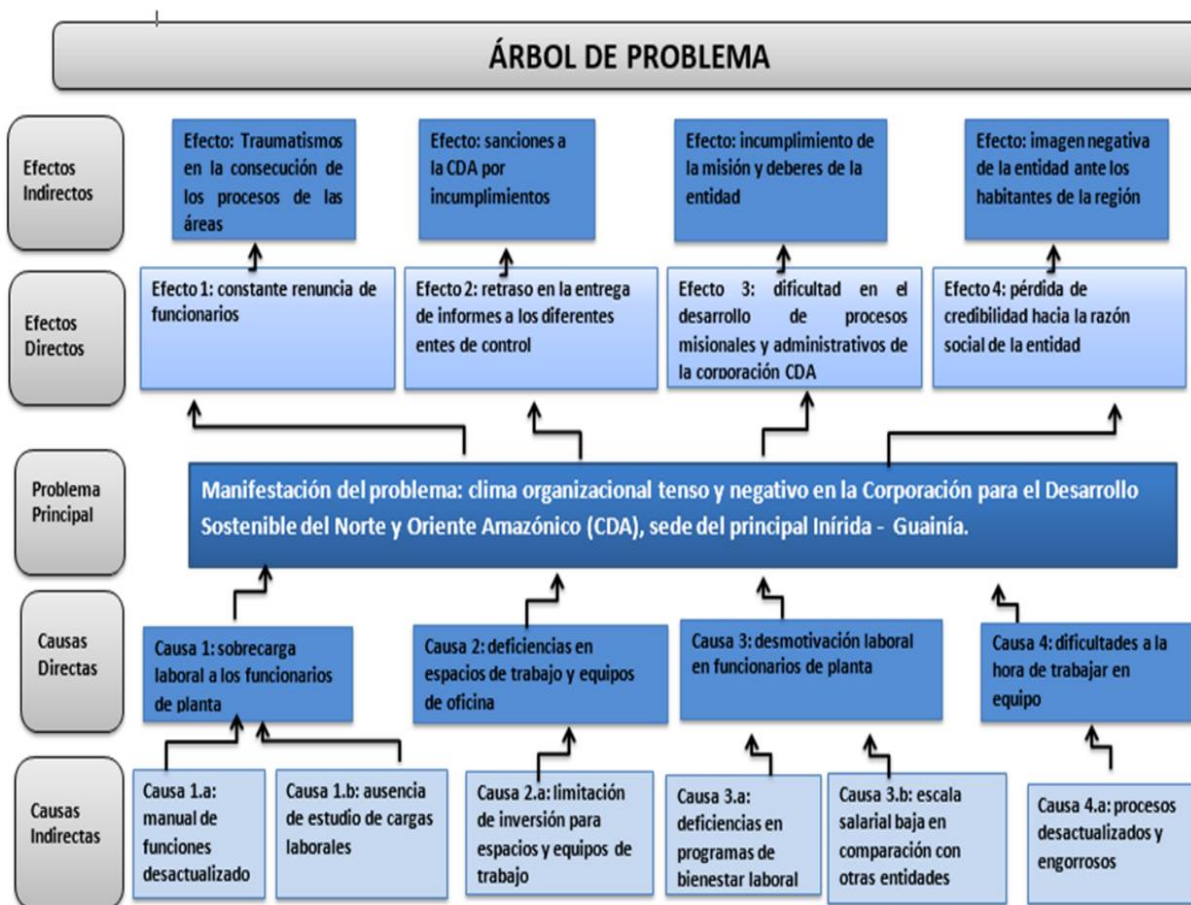 ÁRBOL DE PROBLEMA
Efectos
Indirectos
Efecto: Traumatismos
en la consecución de
los procesos de las
áreas
Efecto: sanciones a
la CDA por
incumplimientos
Efecto: incumplimiento de
la misión y deberes de la
entidad
Efecto: imagen negativa
de la entidad ante los
habitantes de la región
Efectos
Directos
Efecto 1: constante renuncia de
funcionarios
Efecto 2: retraso en la entrega
de informes a los diferentes
entes de control
Efecto 3: dificultad en el
desarrollo de procesos
misionales y administrativos de
la corporación CDA
Efecto 4: pérdida de
credibilidad hacia la razón
social de la entidad
Problema
Principal
Manifestación del problema: clima organizacional tenso y negativo en la Corporación para el Desarrollo
Sostenible del Norte y Oriente Amazónico (CDA), sede del principal Inírida - Guainía.
Causas
Directas
Causa 1: sobrecarga
laboral a los funcionarios
de planta
Causa 2: deficiencias en
espacios de trabajo y equipos
de oficina
Causa 3: desmotivación laboral
en funcionarios de planta
Causa 4: dificultades a la
hora de trabajar en
equipo
Causas
Indirectas
Causa 1.a:
manual de
funciones
desactualizado
Causa 1.b: ausencia
de estudio de cargas
laborales
Causa 2.a: limitación
de inversión para
espacios y equipos de
trabajo
Causa 3.a:
deficiencias en
programas de
bienestar laboral
Causa 3.b: escala
salarial baja en
comparación con
otras entidades
Causa 4.a: procesos
desactualizados y
engorrosos